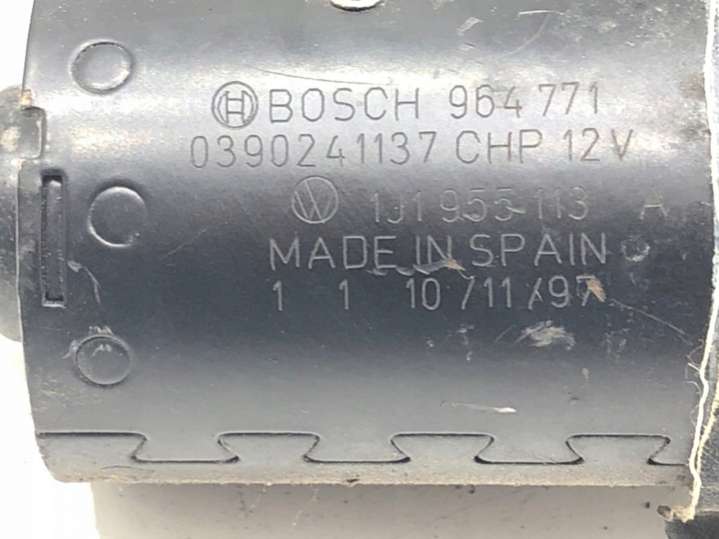 BOSCH 964 771
0390241137 CHP 12V
1J1 955 113 A
MADE IN SPAIN
1 1 10 /11 /97